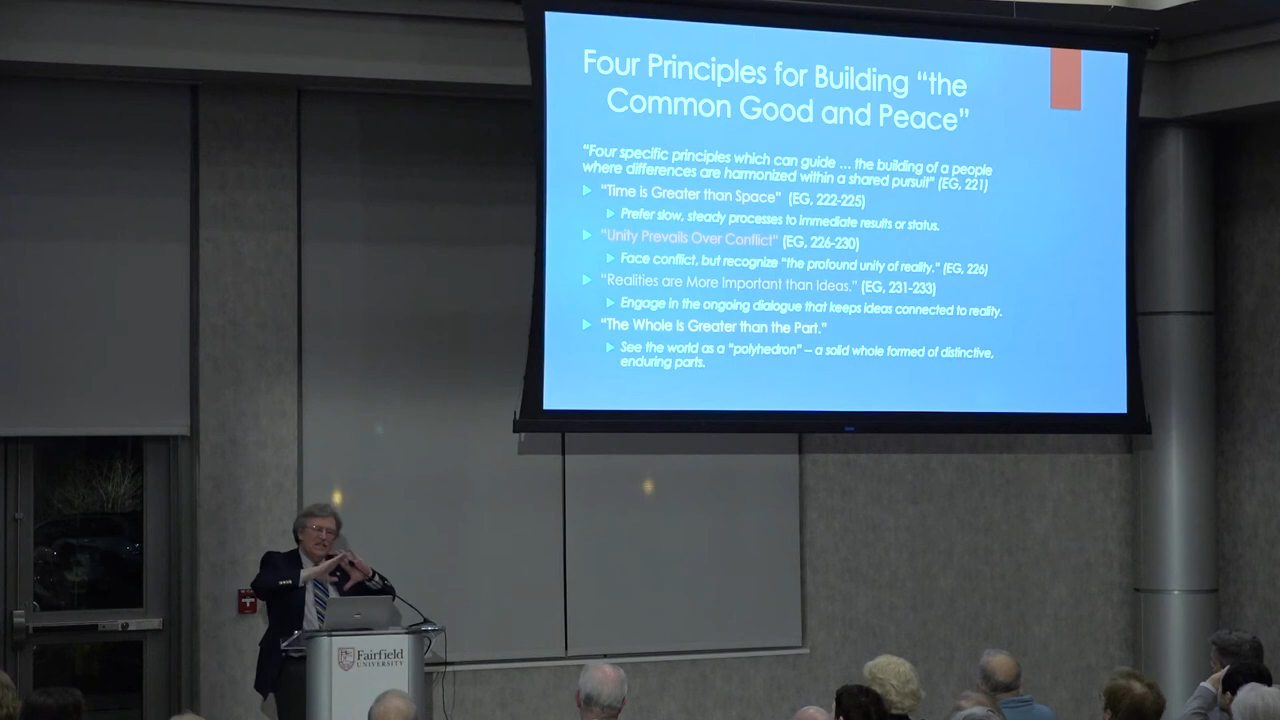 Four Principles for Building “the
Common Good and Peace”
“Four specific principles which can guide ... the building of a people
where differences are harmonized within a shared pursuit” (EG, 221)
“Time is Greater than Space” (EG, 222-225)
Prefer slow, steady processes to immediate results or status.
“Unity Prevails Over Conflict” (EG, 226-230)
Face conflict, but recognize “the profound unity of reality.” (EG, 226)
“Realities are More Important than Ideas.” (EG, 231-233)
Engage in the ongoing dialogue that keeps ideas connected to reality.
“The Whole is Greater than the Part.”
See the world as a “polyhedron” – a solid whole formed of distinctive,
enduring parts.
Fairfield
UNIVERSITY